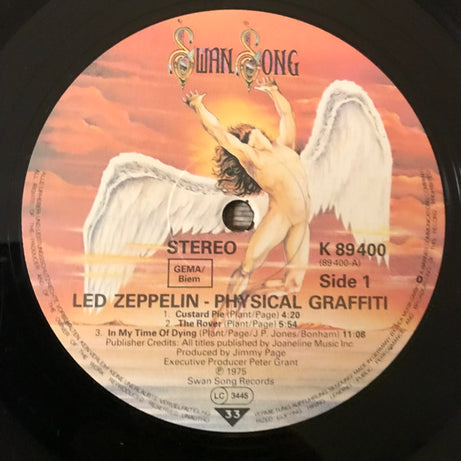 SWAN SONG
STEREO
K 89400
(89 400-A)
GEMA/
Biem
Side 1
LED ZEPPELIN - PHYSICAL GRAFFITI
1. Custard Pie (Plant/Page) 4:20
2. The Rover (Plant/Page) 5:54
3. In My Time Of Dying (Plant/Page/J.P. Jones/Bonham) 11:08
Publisher Credits: All titles published by Joaneline Music Inc
Produced by Jimmy Page
Executive Producer Peter Grant
℗ 1975
Swan Song Records
LC 3445
33